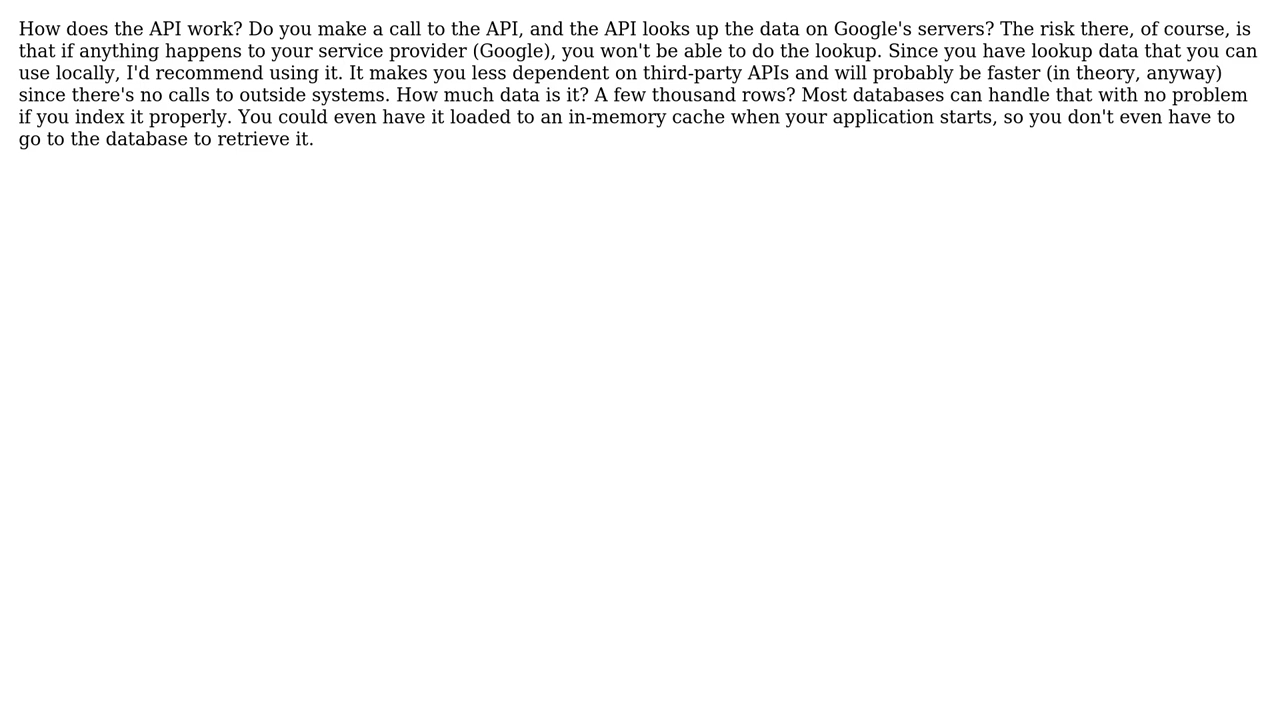 How does the API work? Do you make a call to the API, and the API looks up the data on Google's servers? The risk there, of course, is
that if anything happens to your service provider (Google), you won't be able to do the lookup. Since you have lookup data that you can
use locally, I'd recommend using it. It makes you less dependent on third-party APIs and will probably be faster (in theory, anyway)
since there's no calls to outside systems. How much data is it? A few thousand rows? Most databases can handle that with no problem
if you index it properly. You could even have it loaded to an in-memory cache when your application starts, so you don't even have to
go to the database to retrieve it.